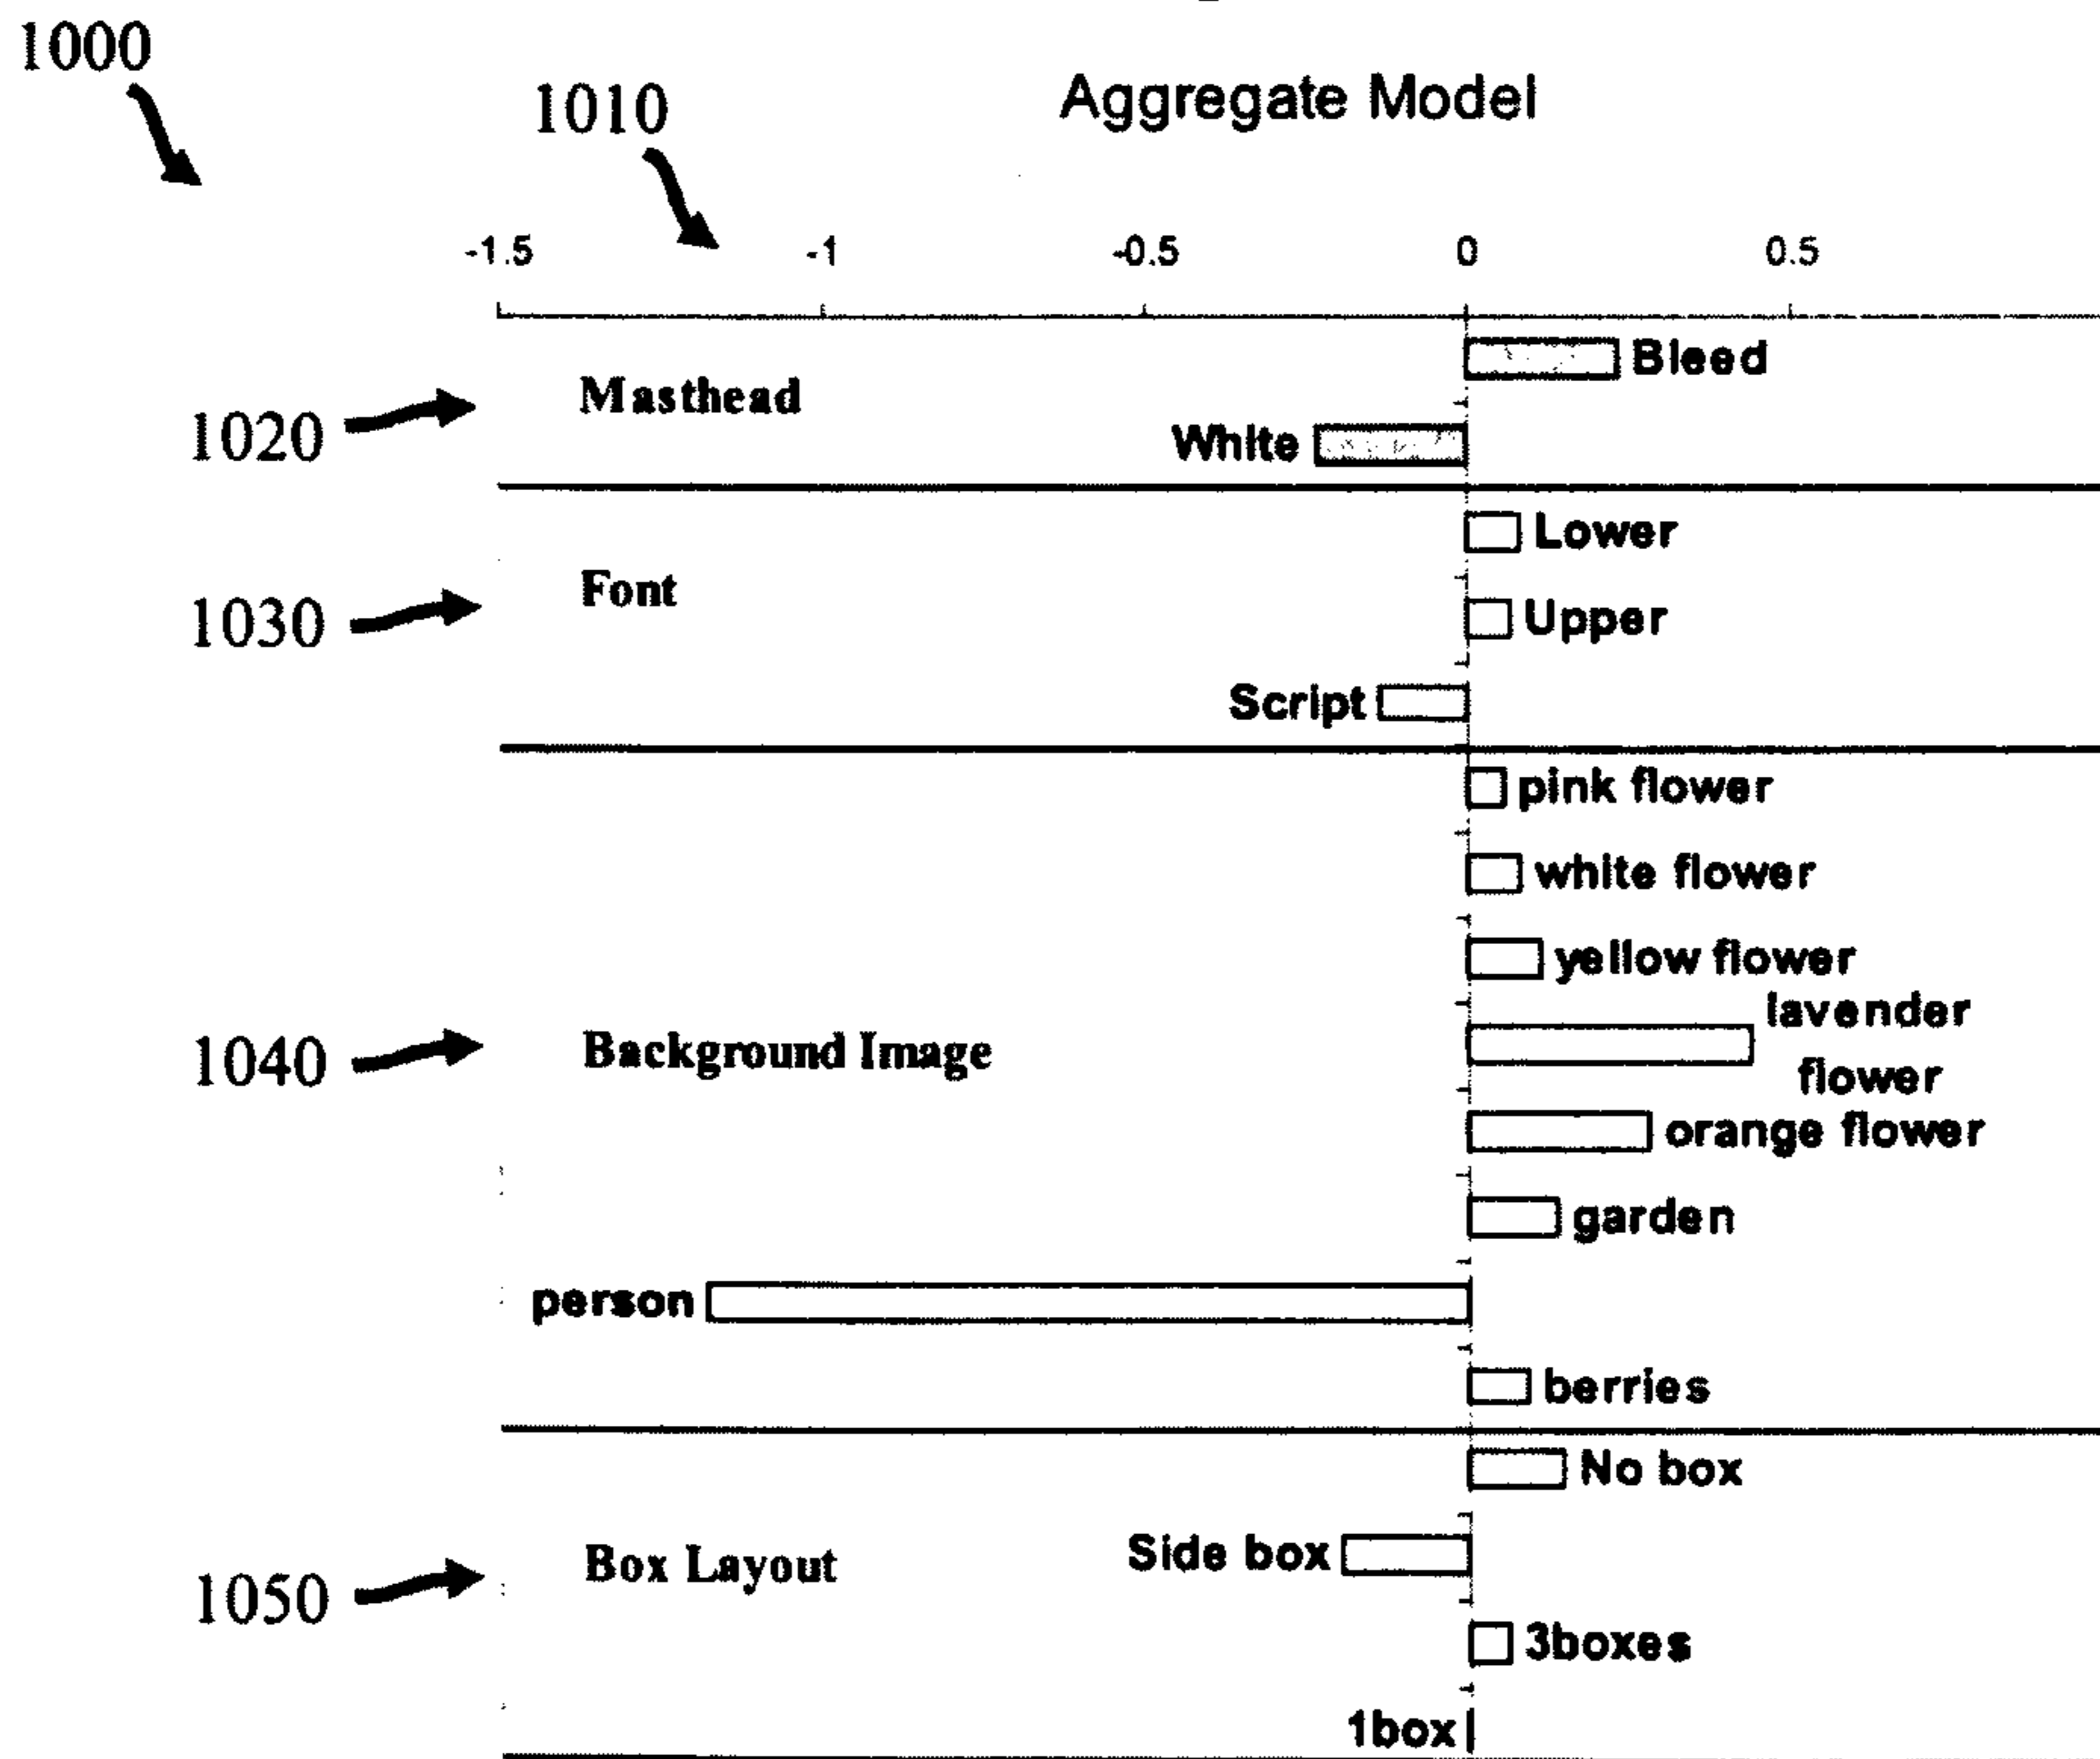 1000
1010
Aggregate Model
-1.5 -1 -0.5 0 0.5
Bleed
Masthead
1020
White
Lower
Font
1030
Upper
Script
pink flower
white flower
yellow flower
lavender
flower
1040
Background Image
orange flower
garden
person
berries
No box
Side box
Box Layout
1050
3boxes
1box